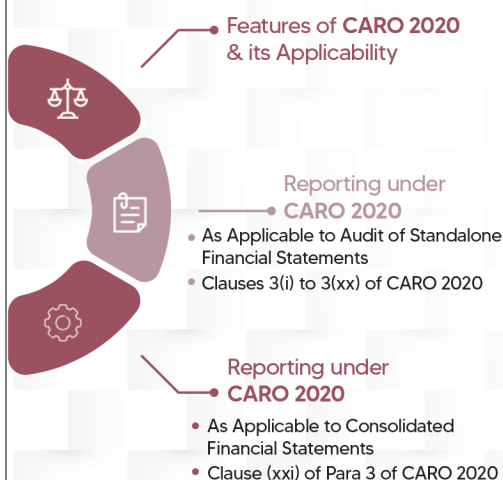 Features of CARO 2020
& its Applicability
Reporting under
CARO 2020
• As Applicable to Audit of Standalone
Financial Statements
• Clauses 3(i) to 3(xx) of CARO 2020
Reporting under
CARO 2020
• As Applicable to Consolidated
Financial Statements
• Clause (xxi) of Para 3 of CARO 2020